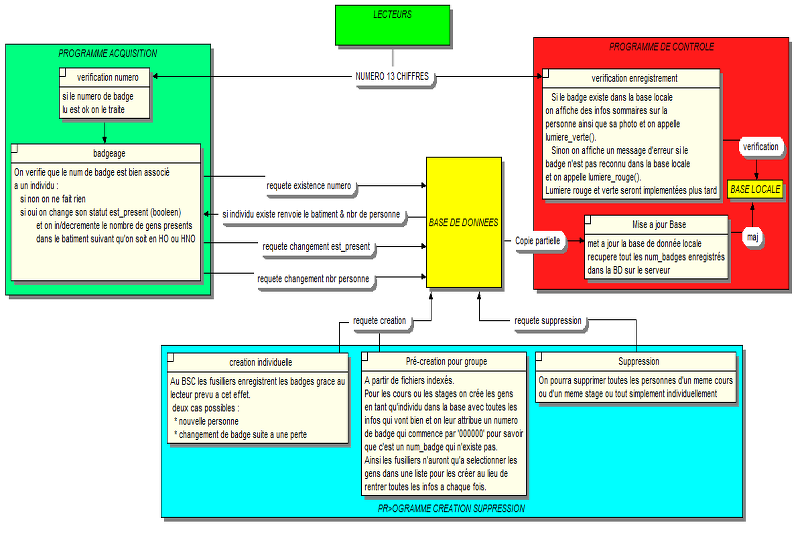 LECTEURS
PROGRAMME ACQUISITION
verification numero
si le numero de badge
lu est ok on le traite
badgeage
On verifie que le num de badge est bien associé
a un individu :
si non on ne fait rien
si oui on change son statut est_present (booleen)
et on in/decremente le nombre de gens presents
dans le batiment suivant qu'on soit en HO ou HNO
NUMERO 13 CHIFFRES
PROGRAMME DE CONTROLE
verification enregistrement
Si le badge existe dans la base locale
on affiche des infos sommaires sur la
personne ainsi que sa photo et on appelle
lumiere_verte().
Sinon on affiche un message d'erreur si le
badge n'est pas reconnu dans la base locale
et on appelle lumiere_rouge().
Lumiere rouge et verte seront implementées plus tard
verification
BASE LOCALE
maj
Mise a jour Base
met a jour la base de donnée locale
recupere tout les num_badges enregistrés
dans la BD sur le serveur
requete existence numero
si individu existe renvoie le batiment & nbr de personne
requete changement est_present
requete changement nbr personne
BASE DE DONNEES
Copie partielle
requete creation
requete suppression
creation individuelle
Au BSC les fusilliers enregistrent les badges grace au
lecteur prevu a cet effet.
deux cas possibles :
* nouvelle personne
* changement de badge suite a une perte
Pré-creation pour groupe
A partir de fichiers indexés.
Pour les cours ou les stages on crée les gens
en tant qu'individu dans la base avec toutes les
infos qui vont bien et on leur attribue un numero
de badge qui commence par '000000' pour savoir
que c'est un num_badge qui n'existe pas.
Ainsi les fusilliers n'auront qu'a selectionner les
gens dans une liste pour les créer au lieu de
rentrer toutes les infos a chaque fois.
Suppression
On pourra supprimer toutes les personnes d'un meme cours
ou d'un meme stage ou tout simplement individuellement
PR>OGRAMME CREATION SUPPRESSION